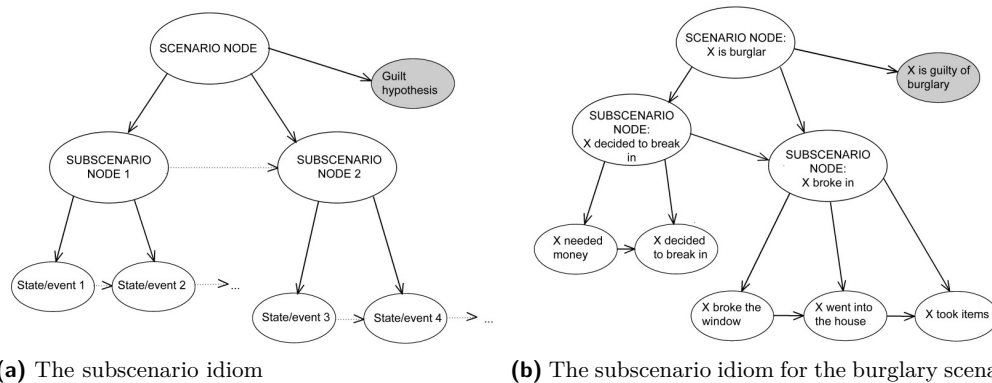 SCENARIO NODE
Guilt
hypothesis
SUBSCENARIO
NODE 1
SUBSCENARIO
NODE 2
State/event 1
State/event 2
...
State/event 3
State/event 4
...
(a) The subscenario idiom
SCENARIO NODE:
X is burglar
X is guilty of
burglary
SUBSCENARIO
NODE:
X decided to break
in
SUBSCENARIO
NODE:
X broke in
X needed
money
X decided
to break in
X broke the
window
X went into
the house
X took items
(b) The subscenario idiom for the burglary